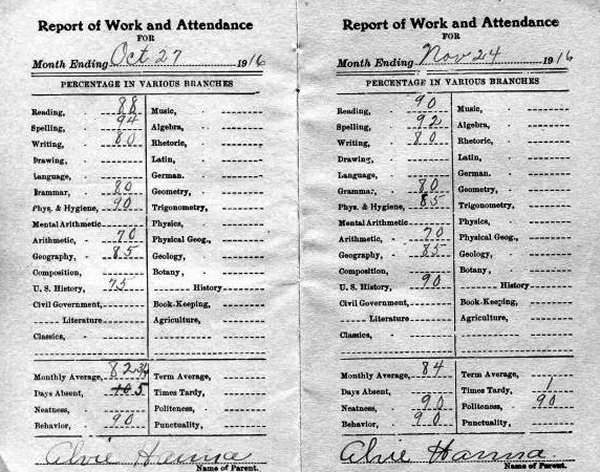 Report of Work and Attendance
FOR
Month Ending Oct 27 1916
PERCENTAGE IN VARIOUS BRANCHES
Reading, 88 Music,
Spelling, 94 Algebra,
Writing, 80 Rhetoric,
Drawing, Latin,
Language, German.
Grammar, 80 Geometry,
Phys. & Hygiene, 90 Trigonometry,
Mental Arithmetic Physics,
Arithmetic, 70 Physical Geog.,
Geography, 85 Geology,
Composition, Botany,
U. S. History, 75 History
Civil Government, Book-Keeping,
Literature Agriculture,
Classics,
Monthly Average, 82 3/4 Term Average,
Days Absent, 5 Times Tardy,
Neatness, Politeness,
Behavior, 90 Punctuality,
Alvie Hanna
Name of Parent.
Report of Work and Attendance
FOR
Month Ending Nov 24 1916
PERCENTAGE IN VARIOUS BRANCHES
Reading, 90 Music,
Spelling, 92 Algebra,
Writing, 80 Rhetoric,
Drawing, Latin,
Language, German.
Grammar, 80 Geometry,
Phys. & Hygiene, 85 Trigonometry,
Mental Arithmetic Physics,
Arithmetic, 70 Physical Geog.,
Geography, 85 Geology,
Composition, Botany,
U. S. History, 90 History
Civil Government, Book-Keeping,
Literature Agriculture,
Classics,
Monthly Average, 84 Term Average,
Days Absent, Times Tardy, 1
Neatness, 90 Politeness, 90
Behavior, 90 Punctuality,
Alvie Hanna
Name of Parent.